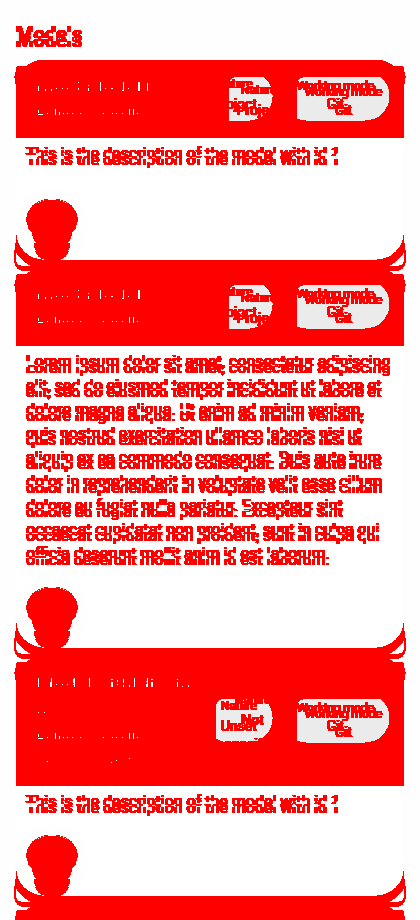 Models
Nature
Project
Working mode
Git
This is the description of the model with id 1
Nature
Project
Working mode
Git
Lorem ipsum dolor sit amet, consectetur adipiscing
elit, sed do eiusmod tempor incididunt ut labore et
dolore magna aliqua. Ut enim ad minim veniam,
quis nostrud exercitation ullamco laboris nisi ut
aliquip ex ea commodo consequat. Duis aute irure
dolor in reprehenderit in voluptate velit esse cillum
dolore eu fugiat nulla pariatur. Excepteur sint
occaecat cupidatat non proident, sunt in culpa qui
officia deserunt mollit anim id est laborum.
Nature
Not
Unset
Working mode
Git
This is the description of the model with id 1